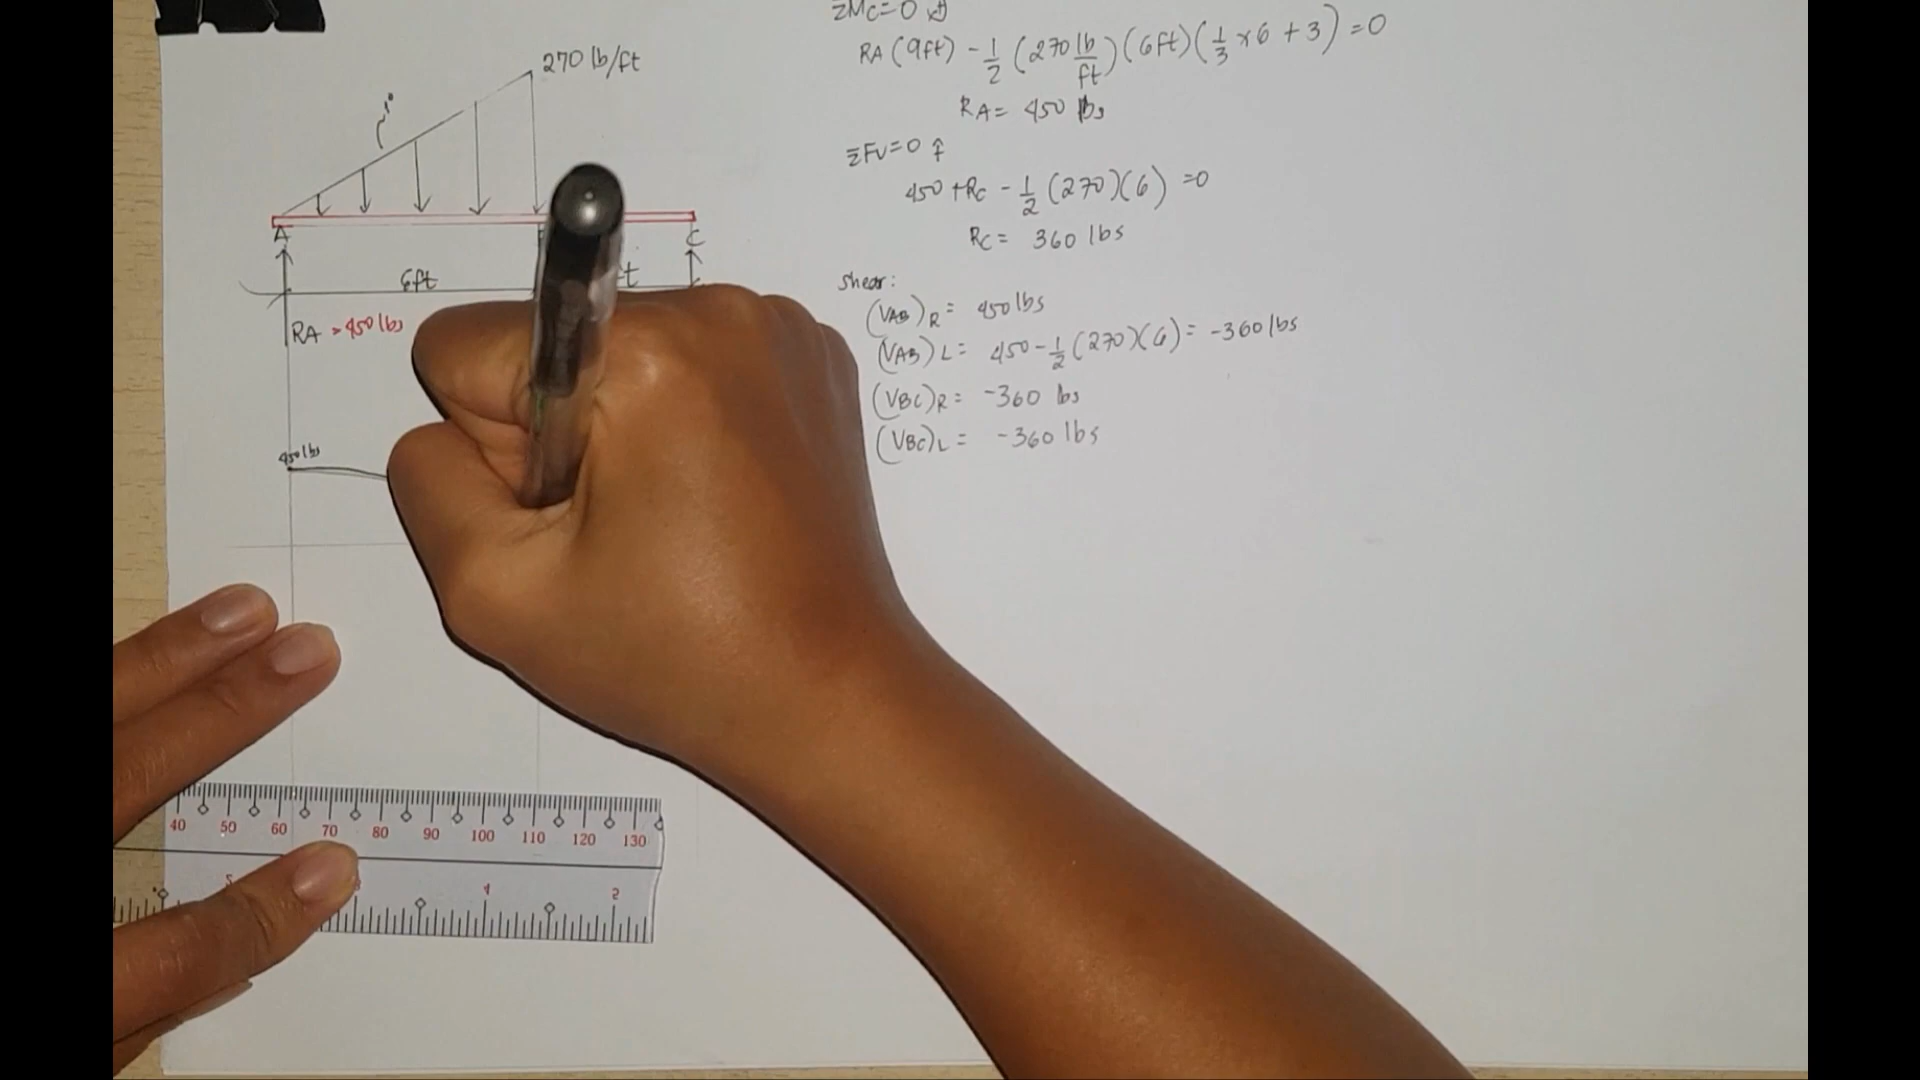 270 lb/ft
A
C
6ft
RA = 450 lbs
450 lbs
ΣMc=0
RA (9ft) - 1/2 (270 lb/ft) (6ft) (1/3 x 6 + 3) = 0
RA = 450 lbs
ΣFv=0
450 + Rc - 1/2 (270)(6) = 0
Rc = 360 lbs
Shear:
(VAB)R = 450 lbs
(VAB)L = 450 - 1/2 (270)(6) = -360 lbs
(VBC)R = -360 lbs
(VBC)L = -360 lbs
40 50 60 70 80 90 100 110 120 130
4